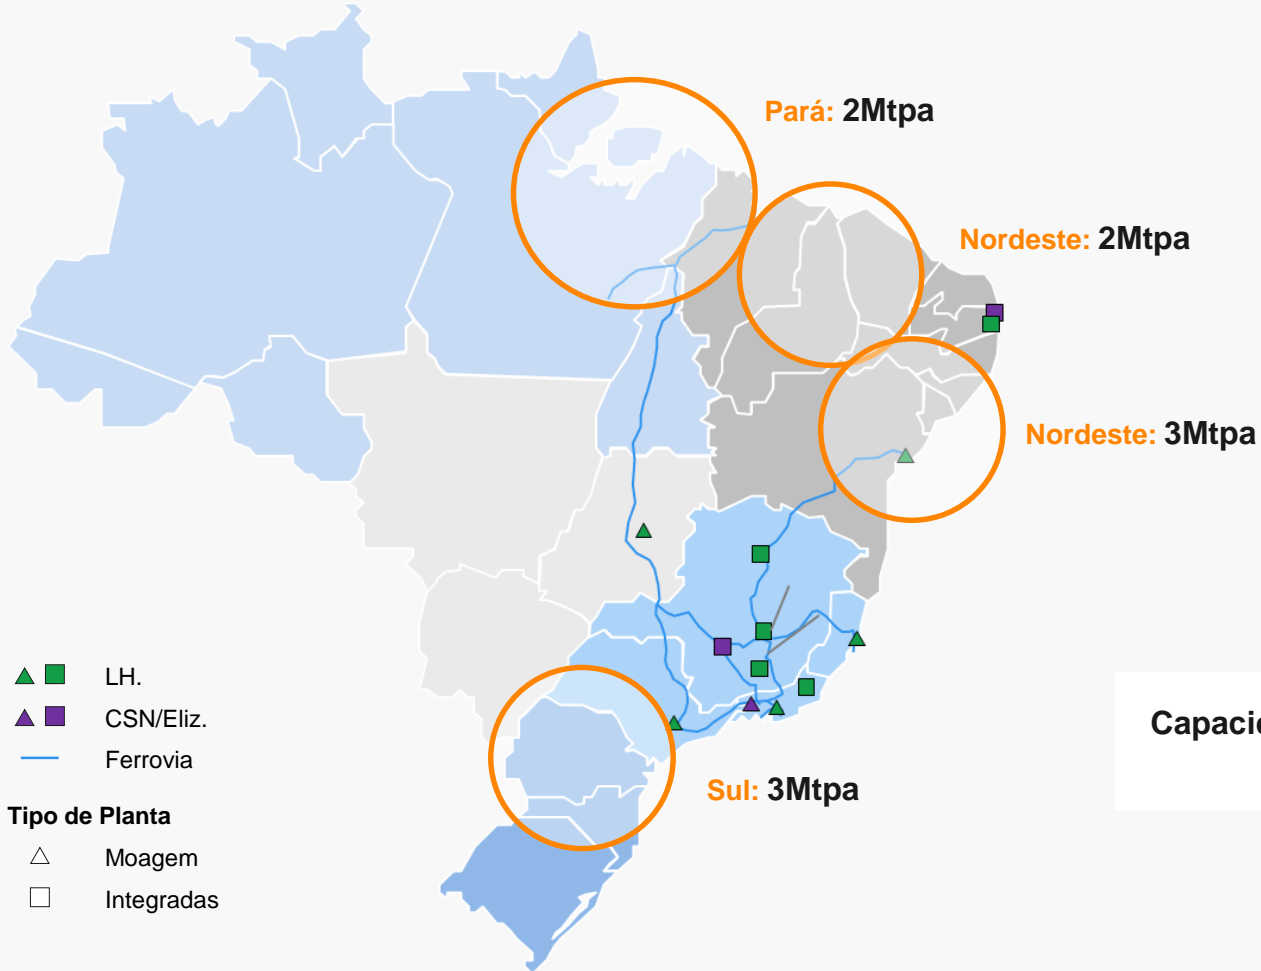 Pará: 2Mtpa
Nordeste: 2Mtpa
Nordeste: 3Mtpa
LH.
CSN/Eliz.
Ferrovia
Sul: 3Mtpa
Tipo de Planta
Moagem
Integradas